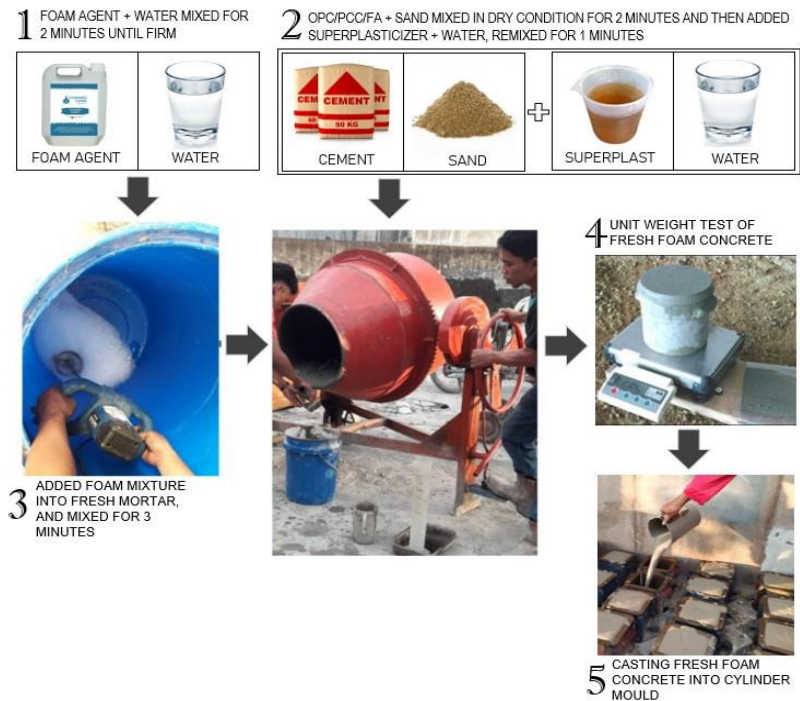 1 FOAM AGENT + WATER MIXED FOR
2 MINUTES UNTIL FIRM
FOAM AGENT
WATER
2 OPC/PCC/FA + SAND MIXED IN DRY CONDITION FOR 2 MINUTES AND THEN ADDED
SUPERPLASTICIZER + WATER, REMIXED FOR 1 MINUTES
CEM
CEMENT
50 KG
CEMENT
SAND
SUPERPLAST
WATER
3 ADDED FOAM MIXTURE
INTO FRESH MORTAR,
AND MIXED FOR 3
MINUTES
4 UNIT WEIGHT TEST OF
FRESH FOAM CONCRETE
5 CASTING FRESH FOAM
CONCRETE INTO CYLINDER
MOULD